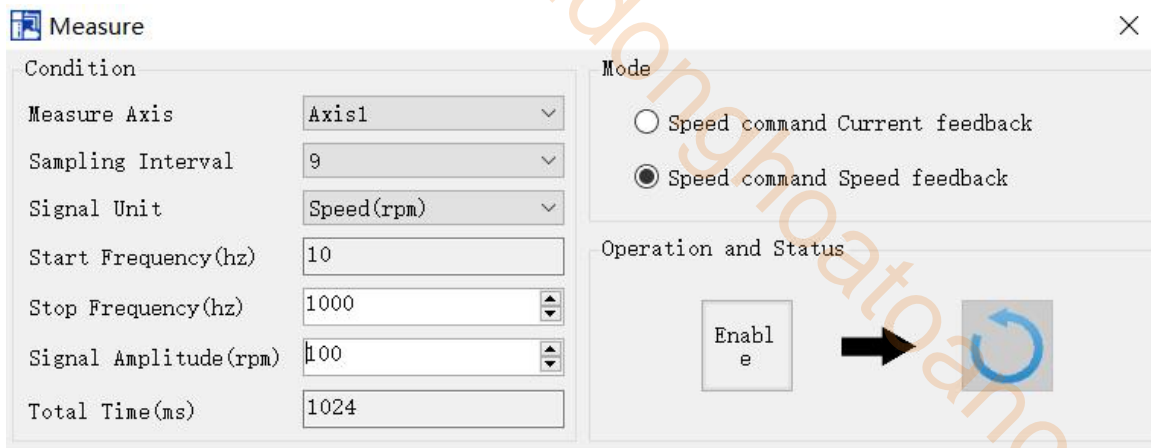 Measure
Condition
Measure Axis Axis1
Sampling Interval 9
Signal Unit Speed(rpm)
Start Frequency(hz) 10
Stop Frequency(hz) 1000
Signal Amplitude(rpm) 100
Total Time(ms) 1024
Mode
Speed command Current feedback
Speed command Speed feedback
Operation and Status
Enabl
e